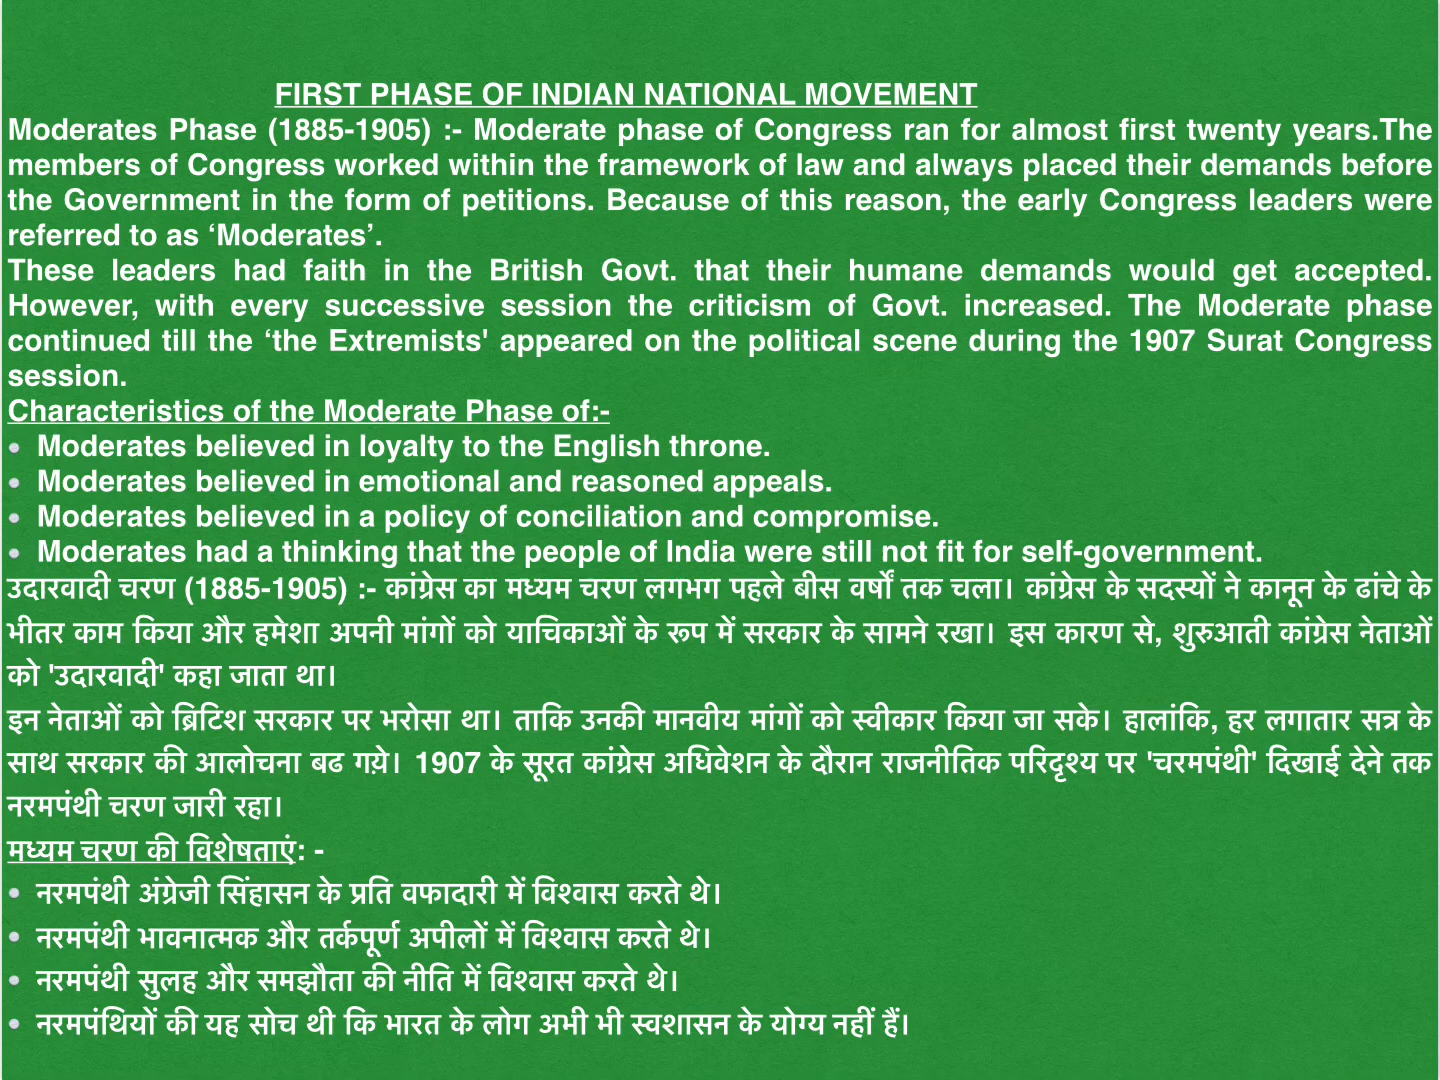 FIRST PHASE OF INDIAN NATIONAL MOVEMENT
Moderates Phase (1885-1905) :- Moderate phase of Congress ran for almost first twenty years.The
members of Congress worked within the framework of law and always placed their demands before
the Government in the form of petitions. Because of this reason, the early Congress leaders were
referred to as ‘Moderates’.
These leaders had faith in the British Govt. that their humane demands would get accepted.
However, with every successive session the criticism of Govt. increased. The Moderate phase
continued till the ‘the Extremists' appeared on the political scene during the 1907 Surat Congress
session.
Characteristics of the Moderate Phase of:-
• Moderates believed in loyalty to the English throne.
• Moderates believed in emotional and reasoned appeals.
• Moderates believed in a policy of conciliation and compromise.
• Moderates had a thinking that the people of India were still not fit for self-government.
उदारवादी चरण (1885-1905) :- कांग्रेस का मध्यम चरण लगभग पहले बीस वर्षों तक चला। कांग्रेस के सदस्यों ने कानून के ढांचे के
भीतर काम किया और हमेशा अपनी मांगों को याचिकाओं के रूप में सरकार के सामने रखा। इस कारण से, शुरुआती कांग्रेस नेताओं
को 'उदारवादी' कहा जाता था।
इन नेताओं को ब्रिटिश सरकार पर भरोसा था। ताकि उनकी मानवीय मांगों को स्वीकार किया जा सके। हालांकि, हर लगातार सत्र के
साथ सरकार की आलोचना बढ गय़े। 1907 के सूरत कांग्रेस अधिवेशन के दौरान राजनीतिक परिदृश्य पर 'चरमपंथी' दिखाई देने तक
नरमपंथी चरण जारी रहा।
मध्यम चरण की विशेषताएं: -
• नरमपंथी अंग्रेजी सिंहासन के प्रति वफादारी में विश्वास करते थे।
• नरमपंथी भावनात्मक और तर्कपूर्ण अपीलों में विश्वास करते थे।
• नरमपंथी सुलह और समझौता की नीति में विश्वास करते थे।
• नरमपंथियों की यह सोच थी कि भारत के लोग अभी भी स्वशासन के योग्य नहीं हैं।